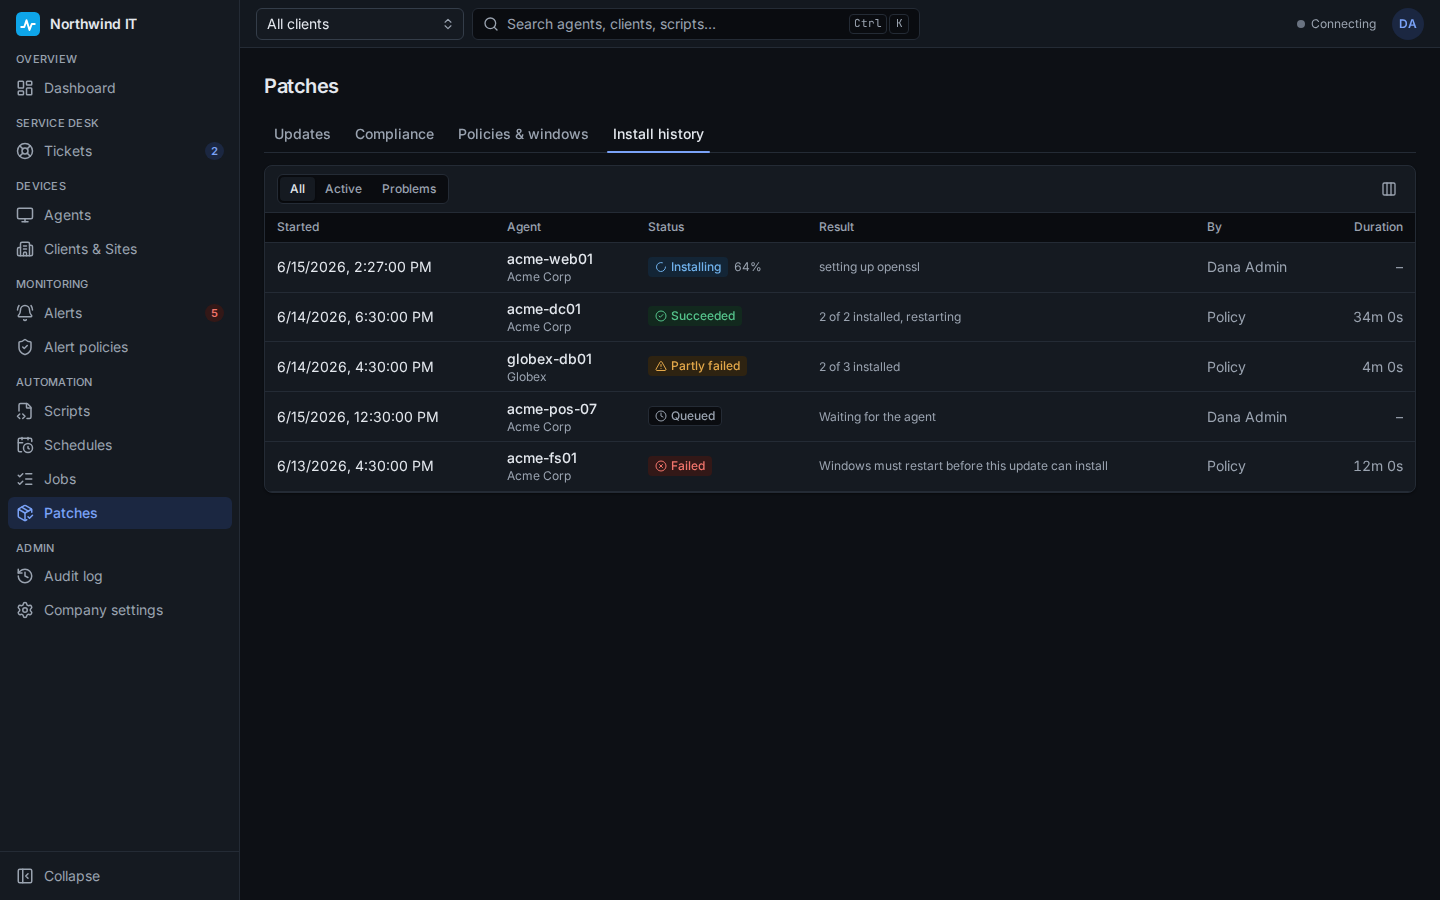 Northwind IT
All clients
Search agents, clients, scripts...
Ctrl K
Connecting
DA
OVERVIEW
Dashboard
SERVICE DESK
Tickets 2
DEVICES
Agents
Clients & Sites
MONITORING
Alerts 5
Alert policies
AUTOMATION
Scripts
Schedules
Jobs
Patches
ADMIN
Audit log
Company settings
Collapse
Patches
Updates Compliance Policies & windows Install history
All Active Problems
Started Agent Status Result By Duration
6/15/2026, 2:27:00 PM acme-web01 Installing 64% setting up openssl Dana Admin –
Acme Corp
6/14/2026, 6:30:00 PM acme-dc01 Succeeded 2 of 2 installed, restarting Policy 34m 0s
Acme Corp
6/14/2026, 4:30:00 PM globex-db01 Partly failed 2 of 3 installed Policy 4m 0s
Globex
6/15/2026, 12:30:00 PM acme-pos-07 Queued Waiting for the agent Dana Admin –
Acme Corp
6/13/2026, 4:30:00 PM acme-fs01 Failed Windows must restart before this update can install Policy 12m 0s
Acme Corp